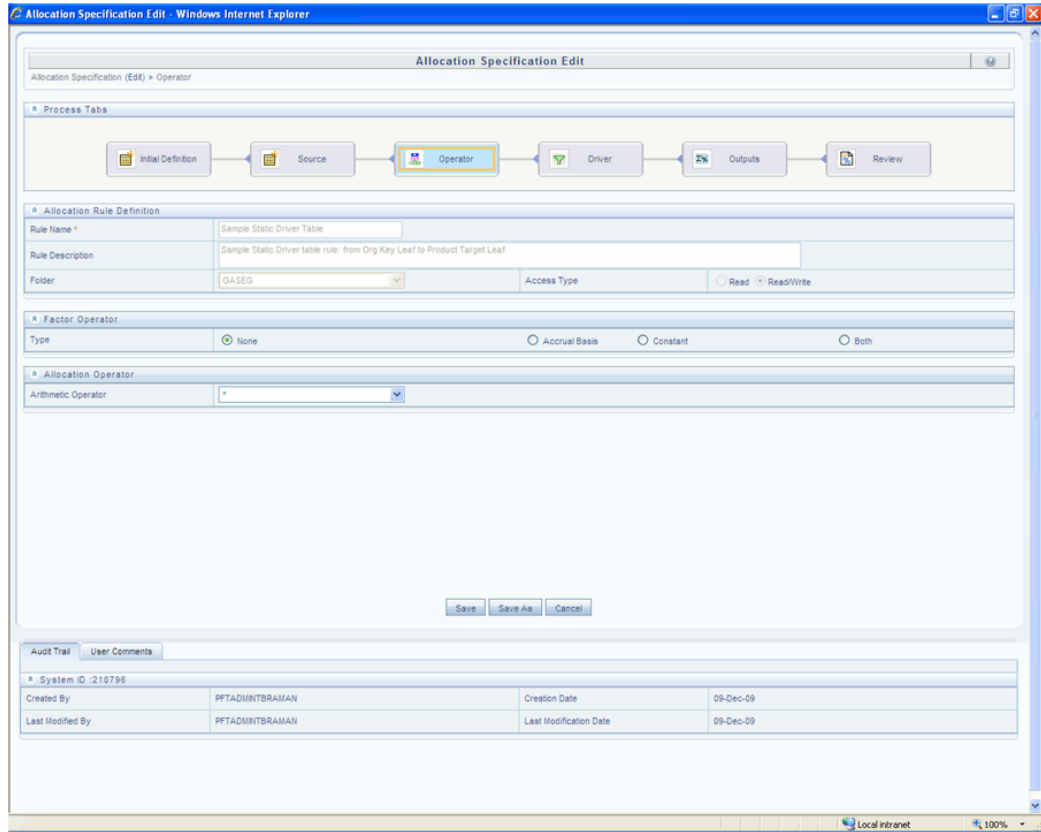 Allocation Specification Edit - Windows Internet Explorer
Allocation Specification Edit
Allocation Specification (Edit) > Operator
Process Tabs
Initial Definition
Source
Operator
Driver
Outputs
Review
Allocation Rule Definition
Rule Name * Sample Static Driver Table
Rule Description Sample Static Driver table rule: from Org Key Leaf to Product Target Leaf
Folder GASEG Access Type Read Read/Write
Factor Operator
Type None Accrual Basis Constant Both
Allocation Operator
Arithmetic Operator *
Save Save As Cancel
Audit Trail User Comments
System ID :210796
Created By PFTADMINTBRAMAN Creation Date 09-Dec-09
Last Modified By PFTADMINTBRAMAN Last Modification Date 09-Dec-09
Local intranet 100%